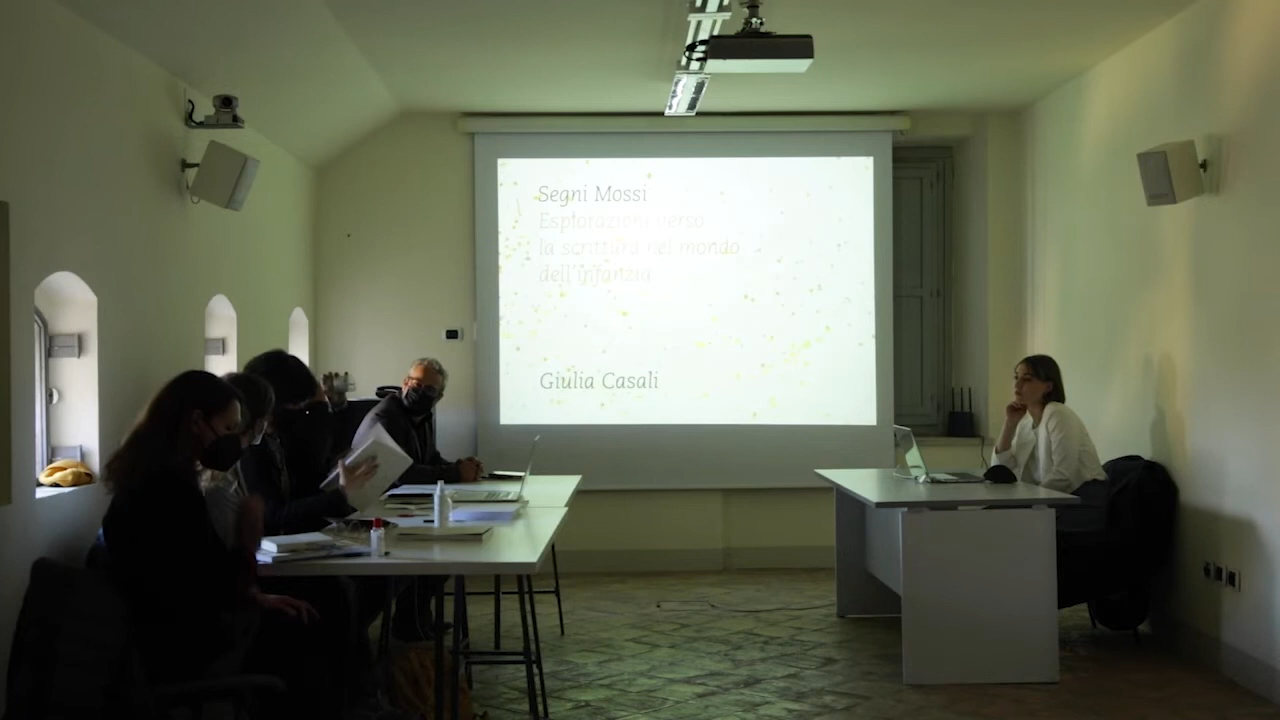 Segni Mossi
Esplorazioni verso
la scrittura nel mondo
dell'infanzia
Giulia Casali